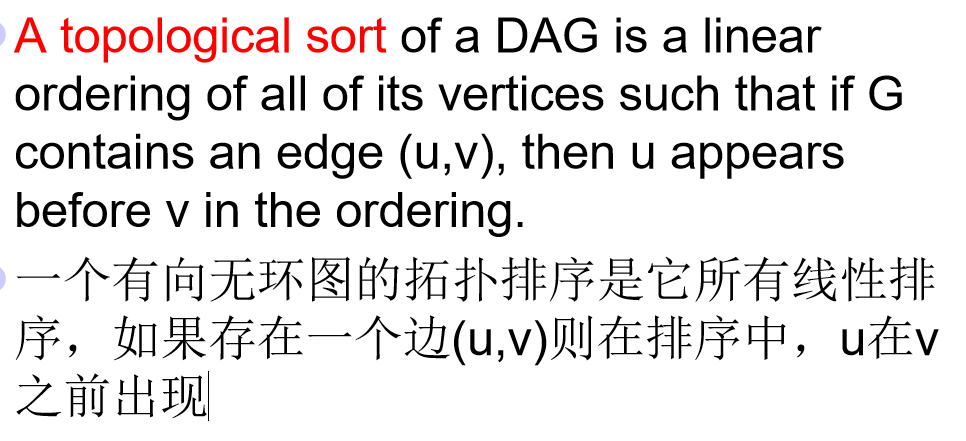 A topological sort of a DAG is a linear
ordering of all of its vertices such that if G
contains an edge (u,v), then u appears
before v in the ordering.
一个有向无环图的拓扑排序是它所有线性排
序，如果存在一个边(u,v)则在排序中，u在v
之前出现